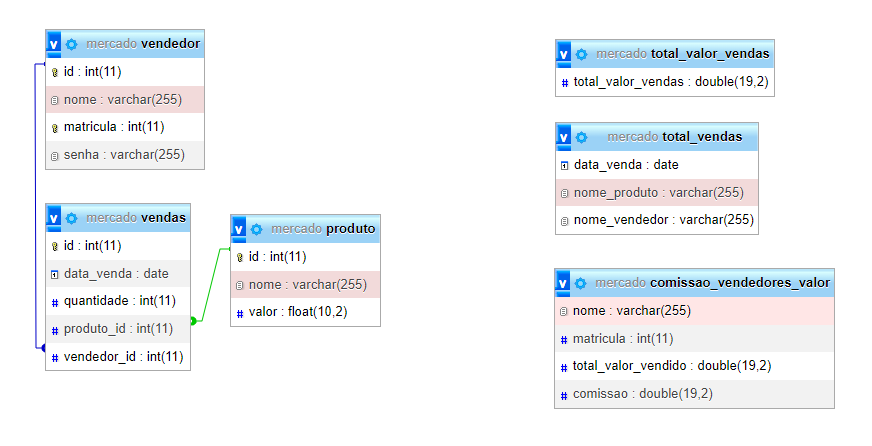 mercado vendedor
id : int(11)
nome : varchar(255)
matricula : int(11)
senha : varchar(255)
mercado vendas
id : int(11)
data_venda : date
quantidade : int(11)
produto_id : int(11)
vendedor_id : int(11)
mercado produto
id : int(11)
nome : varchar(255)
valor : float(10,2)
mercado total_valor_vendas
total_valor_vendas : double(19,2)
mercado total_vendas
data_venda : date
nome_produto : varchar(255)
nome_vendedor : varchar(255)
mercado comissao_vendedores_valor
nome : varchar(255)
matricula : int(11)
total_valor_vendido : double(19,2)
comissao : double(19,2)